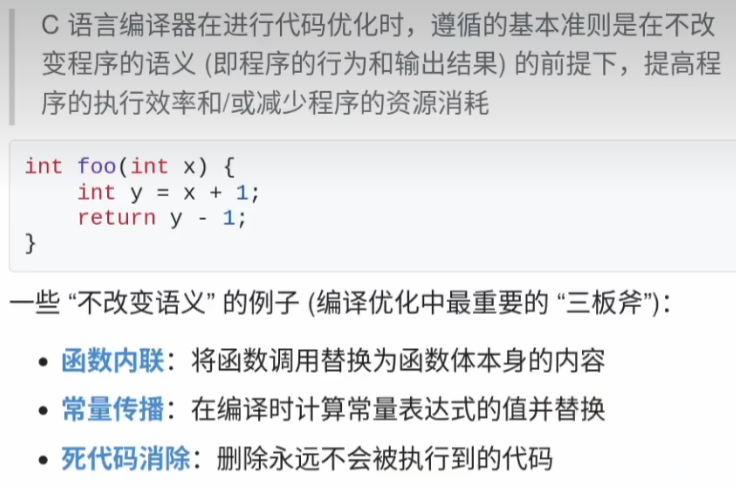 C 语言编译器在进行代码优化时，遵循的基本准则是在不改
变程序的语义 (即程序的行为和输出结果) 的前提下，提高程
序的执行效率和/或减少程序的资源消耗
int foo(int x) {
    int y = x + 1;
    return y - 1;
}
一些 “不改变语义” 的例子 (编译优化中最重要的 “三板斧”)：
• 函数内联：将函数调用替换为函数体本身的内容
• 常量传播：在编译时计算常量表达式的值并替换
• 死代码消除：删除永远不会被执行到的代码